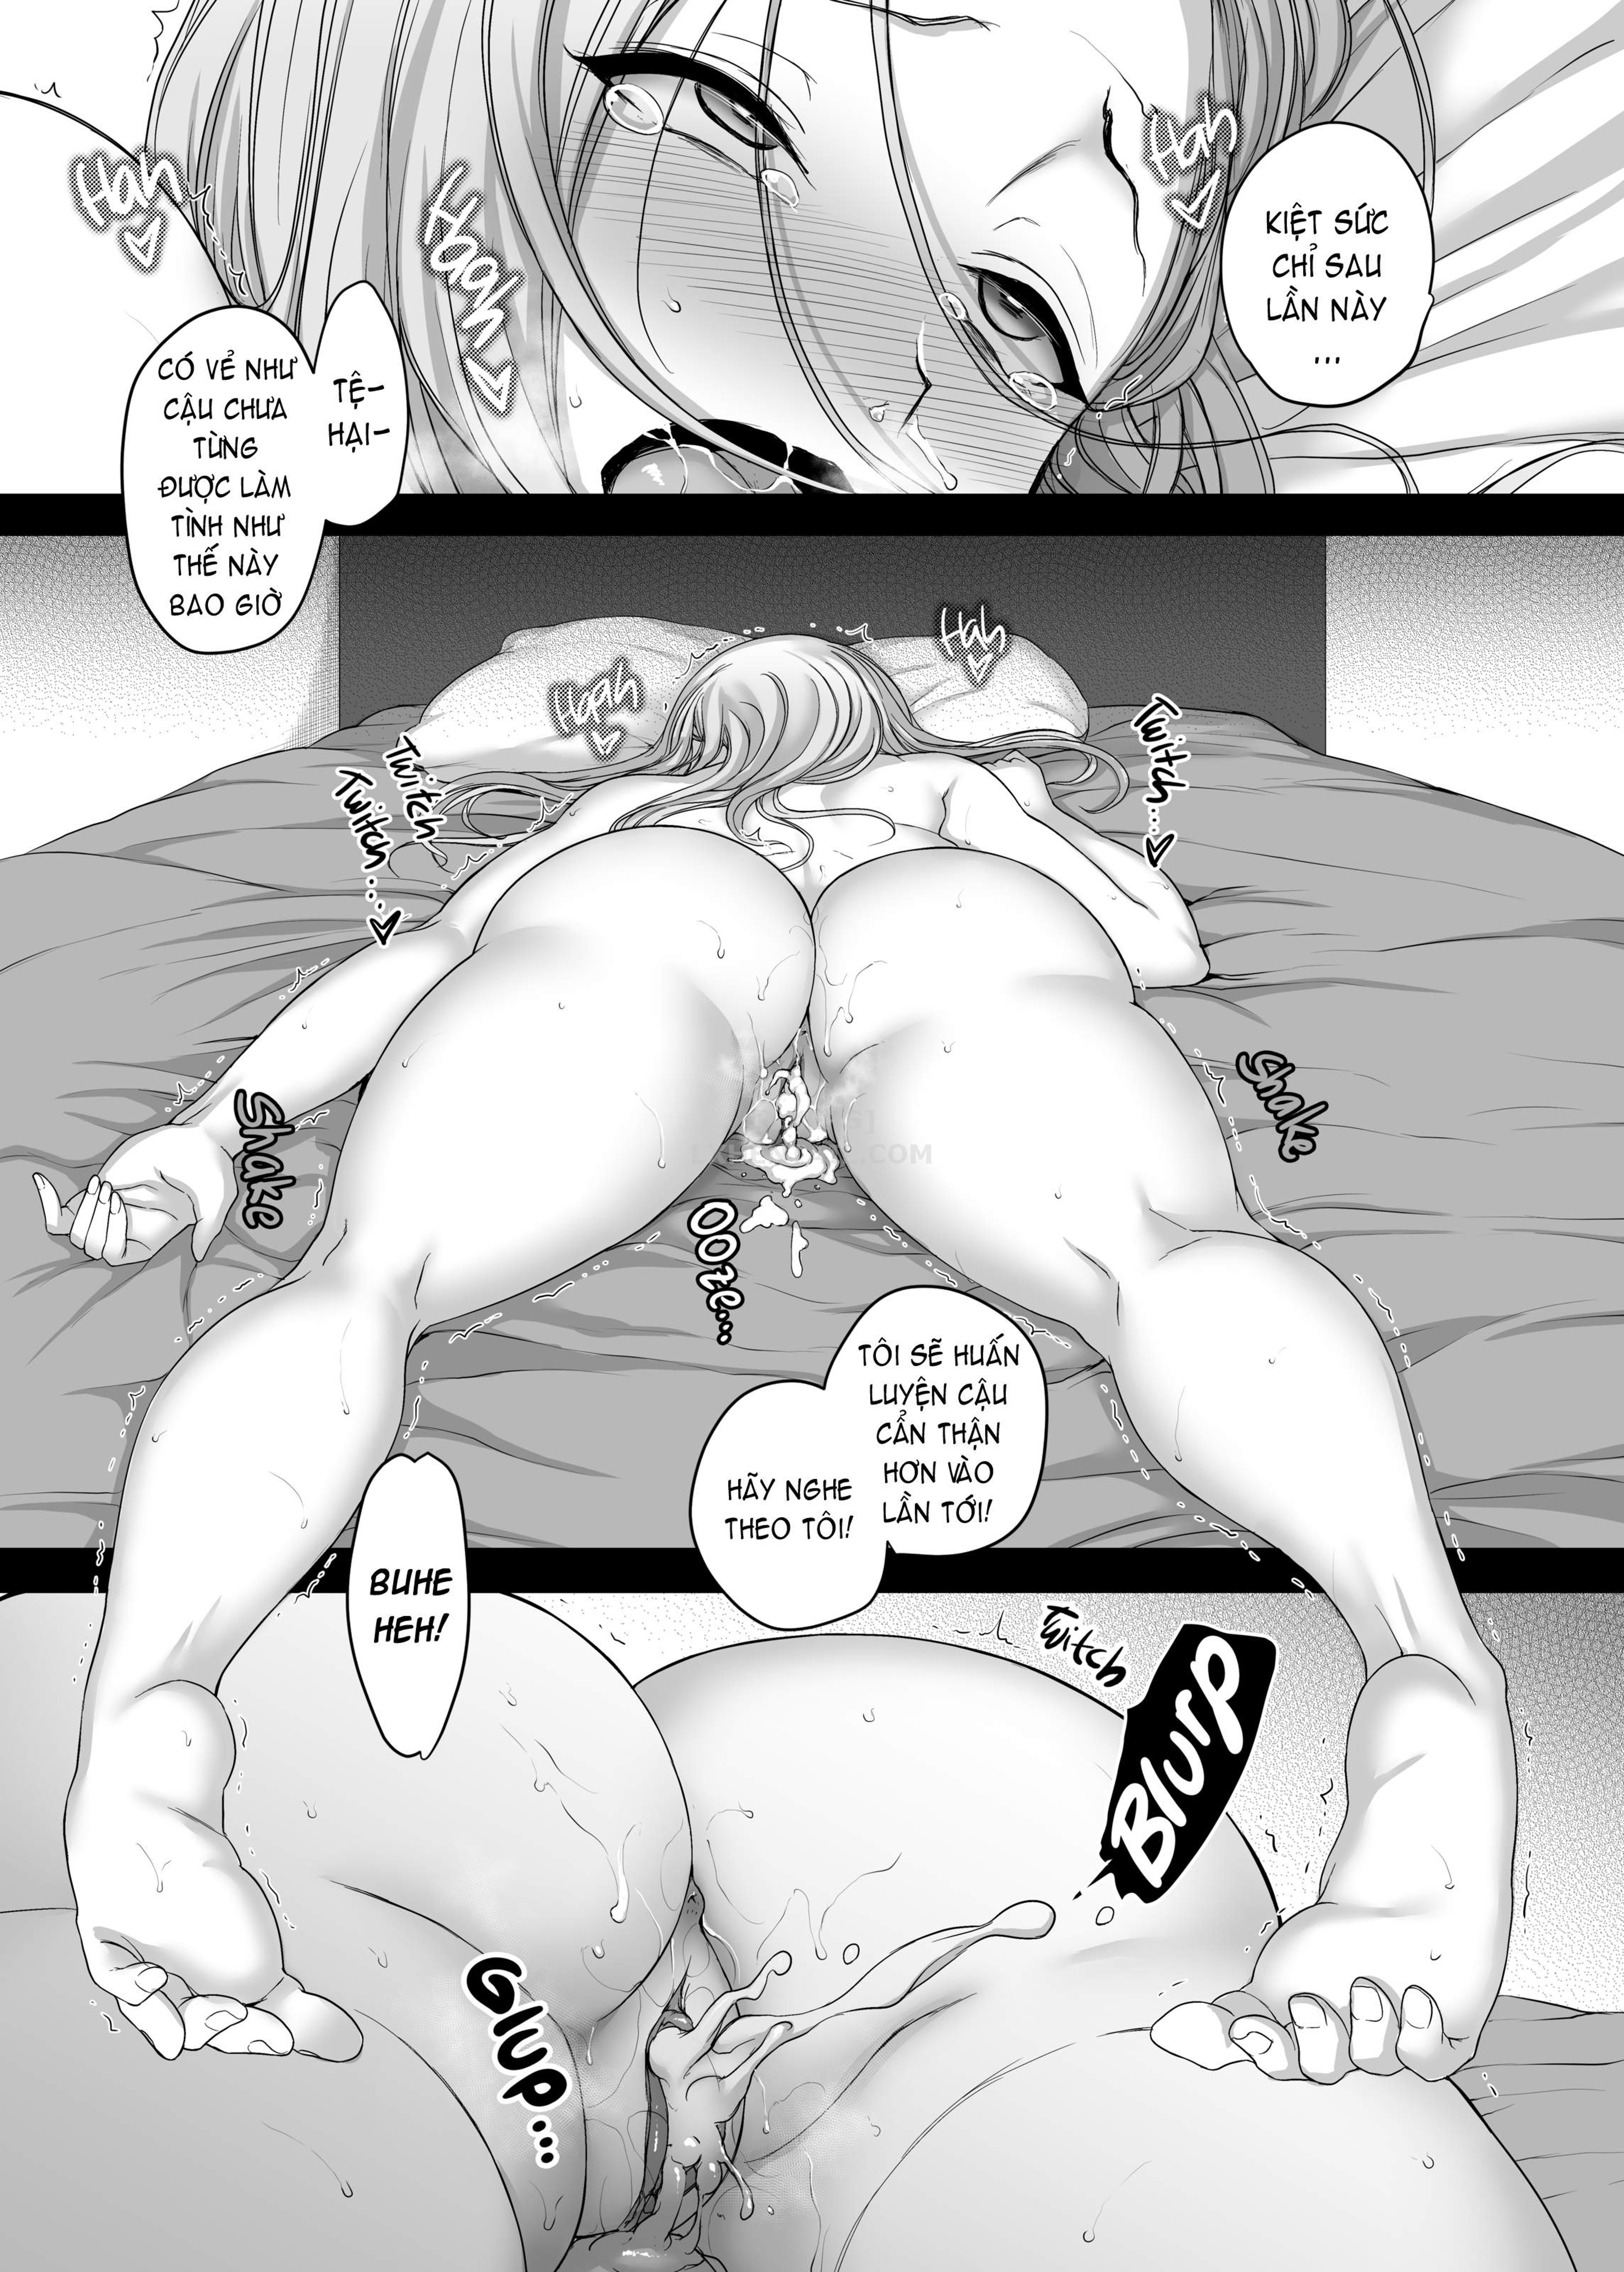 KIỆT SỨC
CHỈ SAU
LẦN NÀY
...
Hah
Haah
Hah
TỆ-
HẠI-
CÓ VẺ NHƯ
CẬU CHƯA
TỪNG
ĐƯỢC LÀM
TÌNH NHƯ
THẾ NÀY
BAO GIỜ
Hah
Haah
Twitch...
Twitch
Twitch...
Shake
Shake
Ooze...
TÔI SẼ HUẤN
LUYỆN CẬU
CẨN THẬN
HƠN VÀO
LẦN TỚI!
HÃY NGHE
THEO TÔI!
BUHE
HEH!
Twitch
Blurp
Glup...